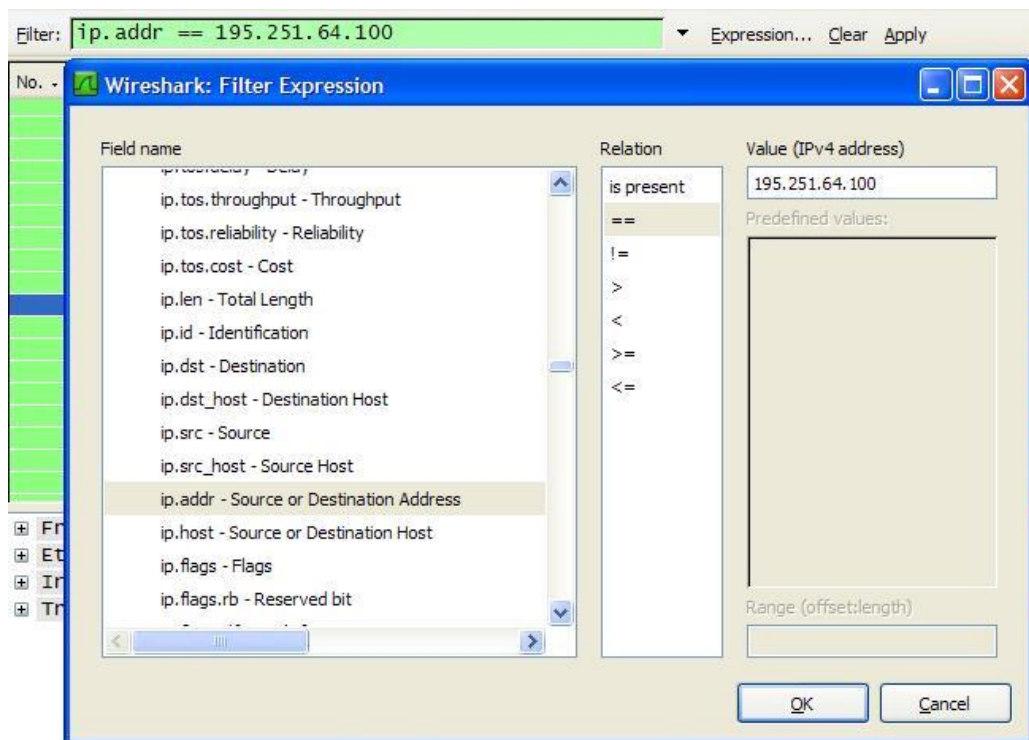 Filter: ip.addr == 195.251.64.100 Expression... Clear Apply
No.
Wireshark: Filter Expression
Field name
ip.tos.throughput - Throughput
ip.tos.reliability - Reliability
ip.tos.cost - Cost
ip.len - Total Length
ip.id - Identification
ip.dst - Destination
ip.dst_host - Destination Host
ip.src - Source
ip.src_host - Source Host
ip.addr - Source or Destination Address
ip.host - Source or Destination Host
ip.flags - Flags
ip.flags.rb - Reserved bit
Relation
is present
==
!=
>
<
>=
<=
Value (IPv4 address)
195.251.64.100
Predefined values:
Range (offset:length)
OK Cancel
Fr
Et
In
Tr